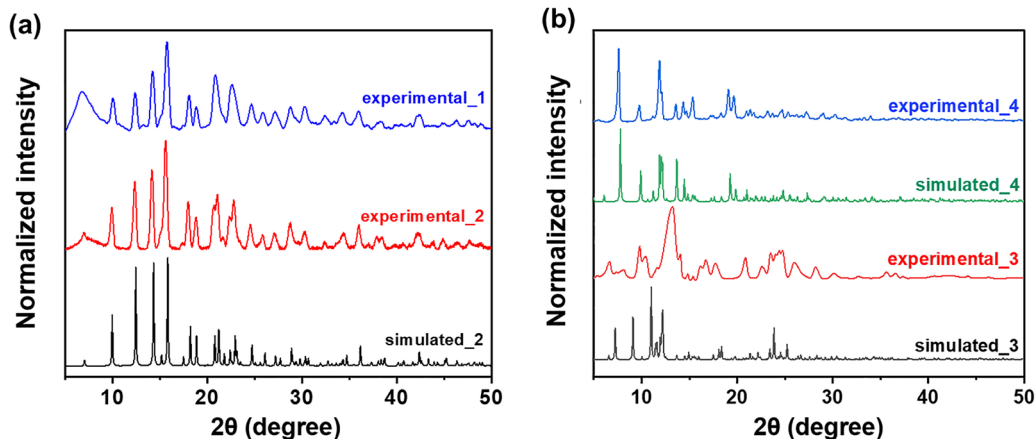 (a)
Normalized intensity
experimental_1
experimental_2
simulated_2
10 20 30 40 50
2θ (degree)
(b)
Normalized intensity
experimental_4
simulated_4
experimental_3
simulated_3
10 20 30 40 50
2θ (degree)